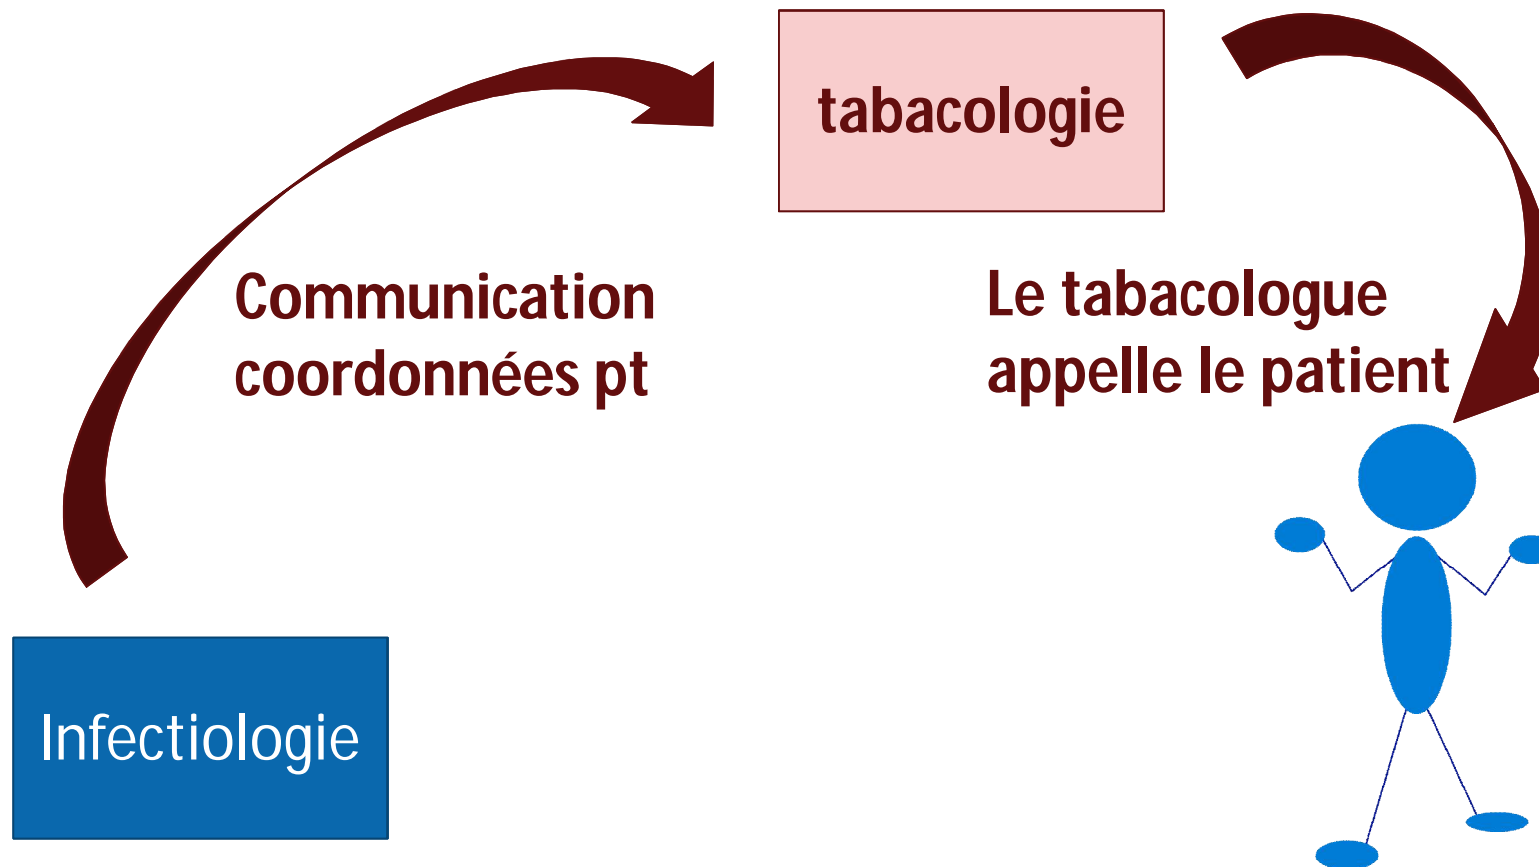 tabacologie
Communication
coordonnées pt
Le tabacologue
appelle le patient
Infectiologie